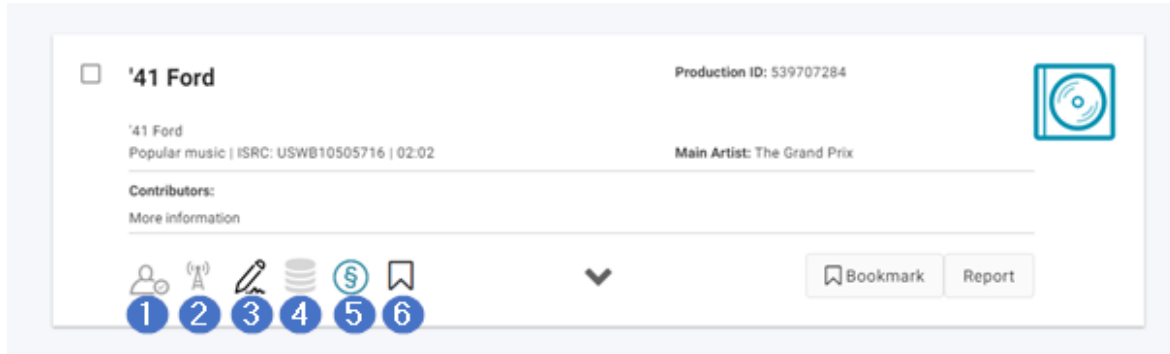 '41 Ford
Production ID: 539707284
'41 Ford
Popular music | ISRC: USWB10505716 | 02:02
Main Artist: The Grand Prix
Contributors:
More information
§
Bookmark
Report
1 2 3 4 5 6